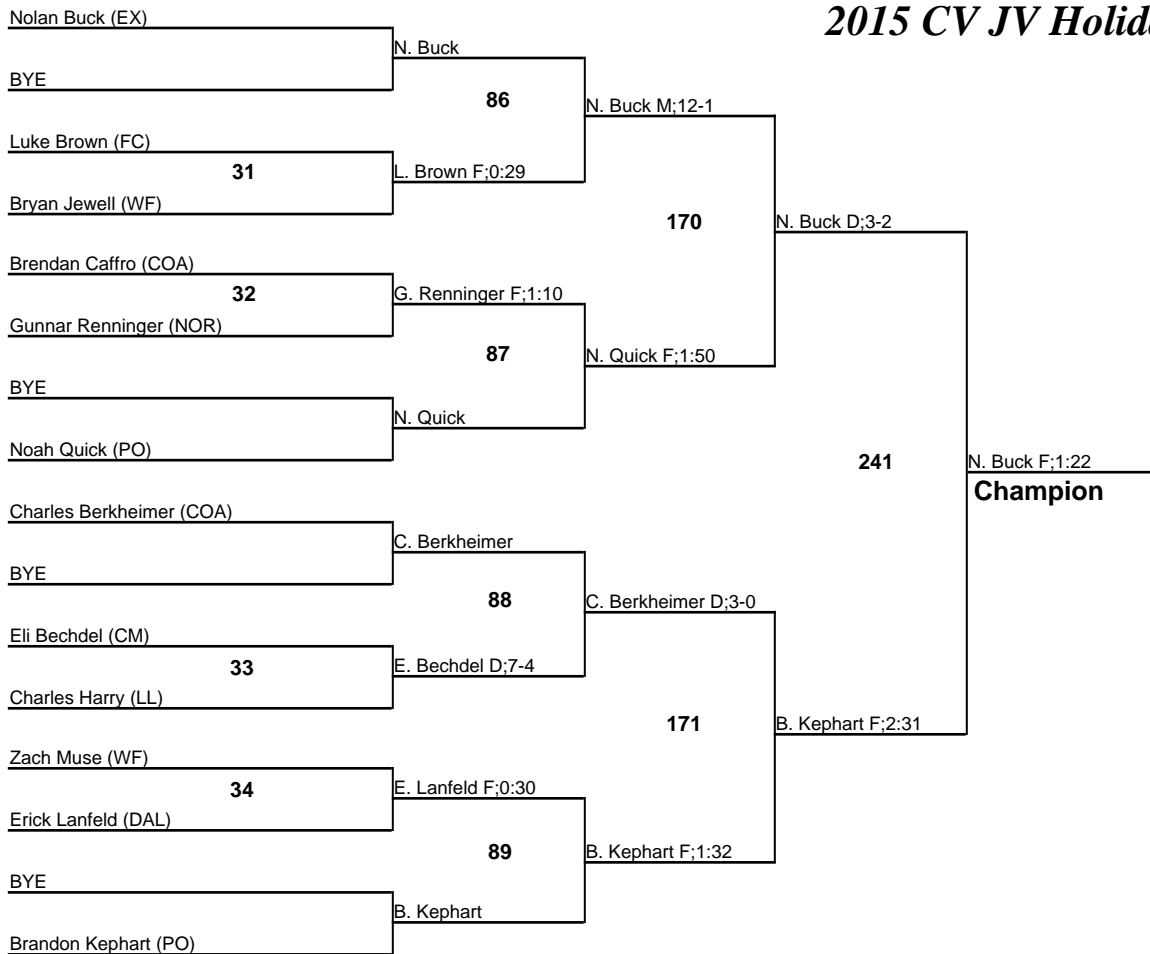 2015 CV JV Holida
Nolan Buck (EX)
N. Buck
BYE
86
N. Buck M;12-1
Luke Brown (FC)
31
L. Brown F;0:29
Bryan Jewell (WF)
170
N. Buck D;3-2
Brendan Caffro (COA)
32
G. Renninger F;1:10
Gunnar Renninger (NOR)
87
N. Quick F;1:50
BYE
N. Quick
Noah Quick (PO)
241
N. Buck F;1:22
Champion
Charles Berkheimer (COA)
C. Berkheimer
BYE
88
C. Berkheimer D;3-0
Eli Bechdel (CM)
33
E. Bechdel D;7-4
Charles Harry (LL)
171
B. Kephart F;2:31
Zach Muse (WF)
34
E. Lanfeld F;0:30
Erick Lanfeld (DAL)
89
B. Kephart F;1:32
BYE
B. Kephart
Brandon Kephart (PO)